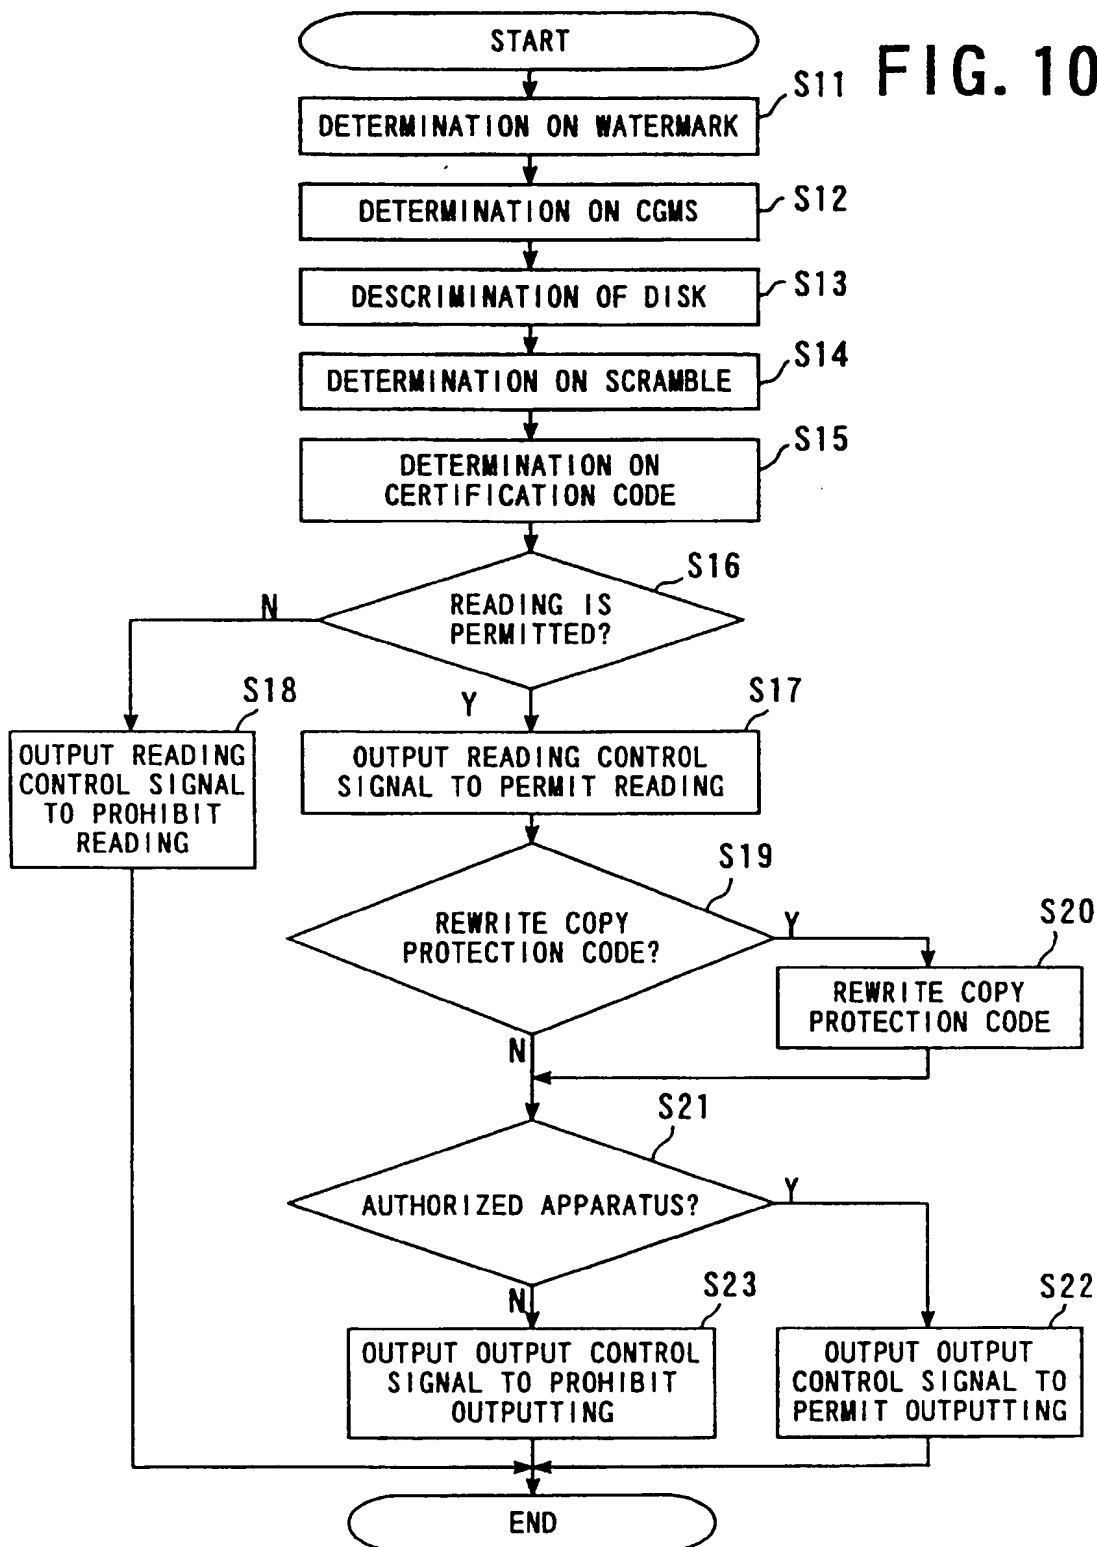 START
FIG. 10
S11
DETERMINATION ON WATERMARK
S12
DETERMINATION ON CGMS
S13
DESCRIMINATION OF DISK
S14
DETERMINATION ON SCRAMBLE
S15
DETERMINATION ON
CERTIFICATION CODE
S16
READING IS
PERMITTED?
N
Y
S18
OUTPUT READING
CONTROL SIGNAL
TO PROHIBIT
READING
S17
OUTPUT READING CONTROL
SIGNAL TO PERMIT READING
S19
REWRITE COPY
PROTECTION CODE?
Y
N
S20
REWRITE COPY
PROTECTION CODE
S21
AUTHORIZED APPARATUS?
Y
N
S23
OUTPUT OUTPUT CONTROL
SIGNAL TO PROHIBIT
OUTPUTTING
S22
OUTPUT OUTPUT
CONTROL SIGNAL TO
PERMIT OUTPUTTING
END